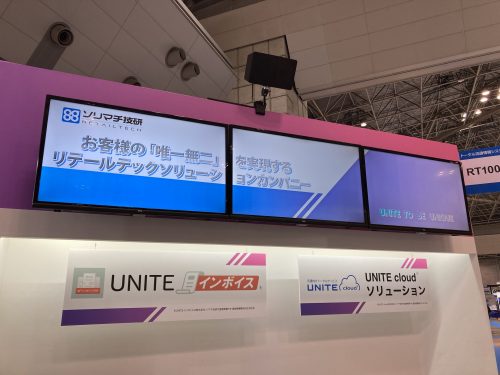 ソリマチ技研
RETAILTECH
お客様の「唯一無二」を実現する
リテールテックソリューションカンパニー
UNITE TO BE UNIQUE
RT100
UNITE インボイス
UNITE cloud
UNITE cloud
ソリューション